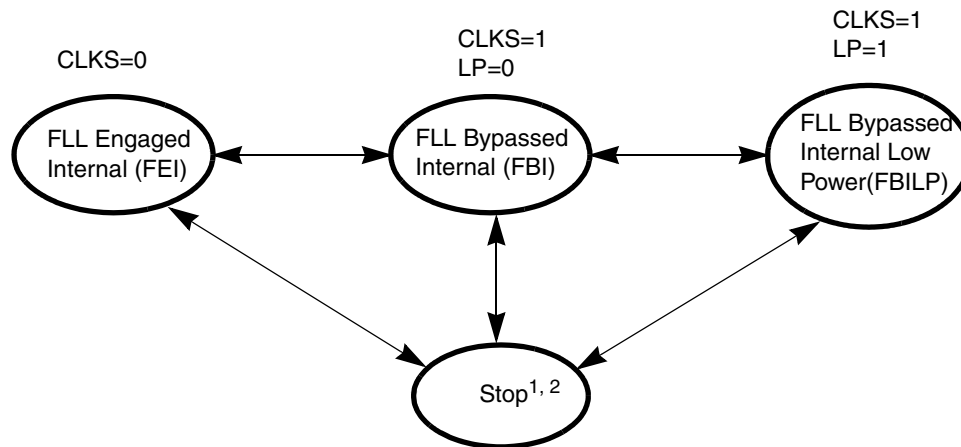 CLKS=0
CLKS=1
LP=0
CLKS=1
LP=1
FLL Engaged
Internal (FEI)
FLL Bypassed
Internal (FBI)
FLL Bypassed
Internal Low
Power(FBILP)
Stop1, 2